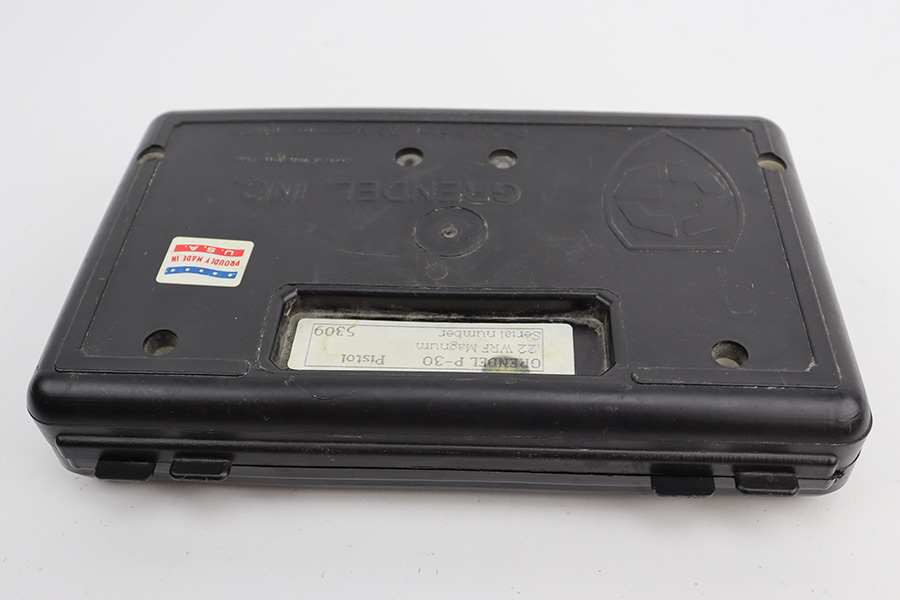 GRENDEL P-30 Pistol
22 WRF Magnum
Serial number 5309
PROUDLY MADE IN
U.S.A.
GRENDEL, INC.